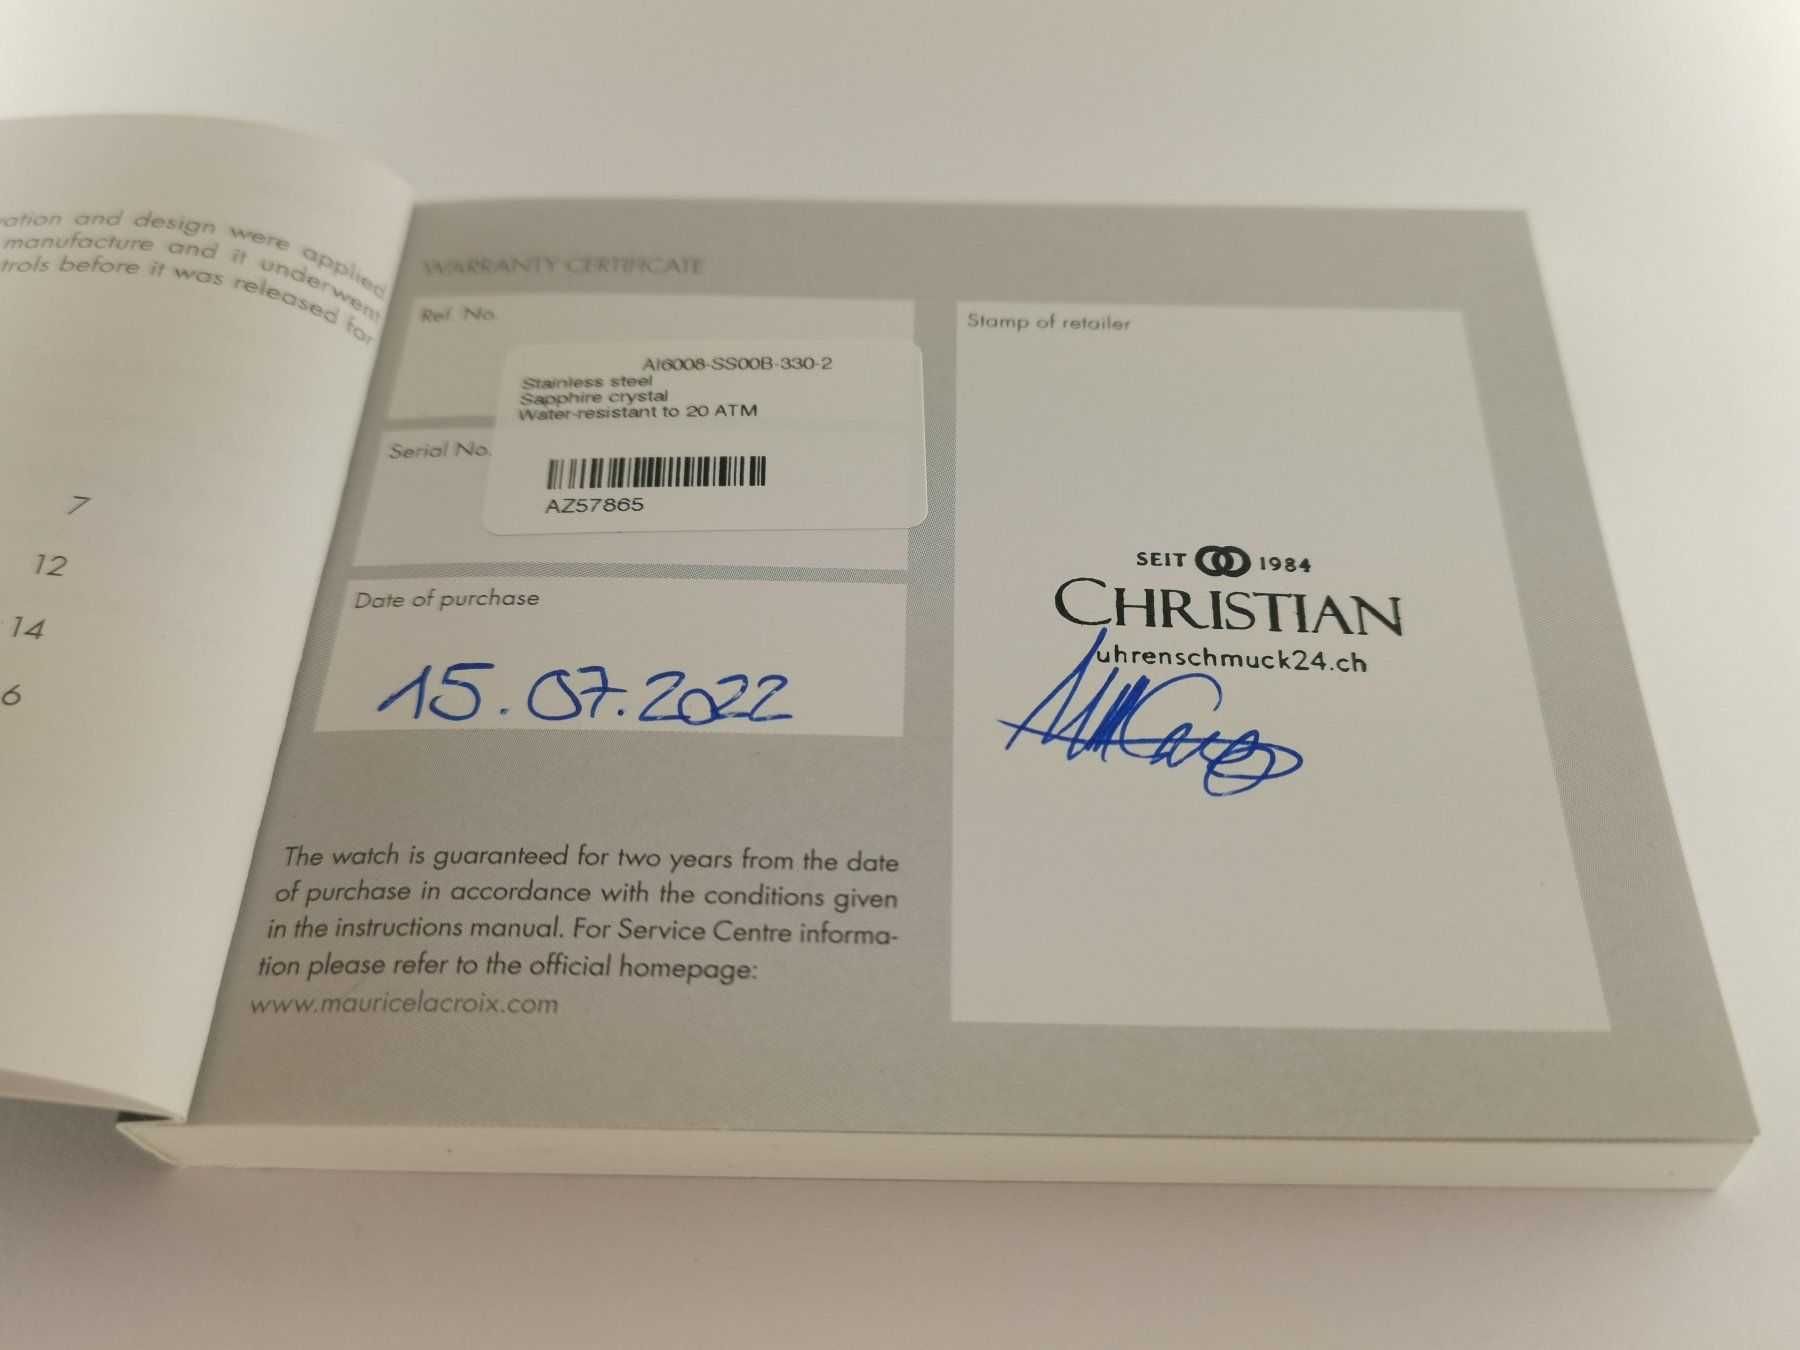 ation and design were applied
manufacture and it underwent
trols before it was released for
7
12
14
6
WARRANTY CERTIFICATE
Ref. No.
AI6008-SS00B-330-2
Stainless steel
Sapphire crystal
Water-resistant to 20 ATM
Serial No.
AZ57865
Date of purchase
15.07.2022
The watch is guaranteed for two years from the date
of purchase in accordance with the conditions given
in the instructions manual. For Service Centre informa-
tion please refer to the official homepage:
www.mauricelacroix.com
Stamp of retailer
SEIT 1984
CHRISTIAN
uhrenschmuck24.ch